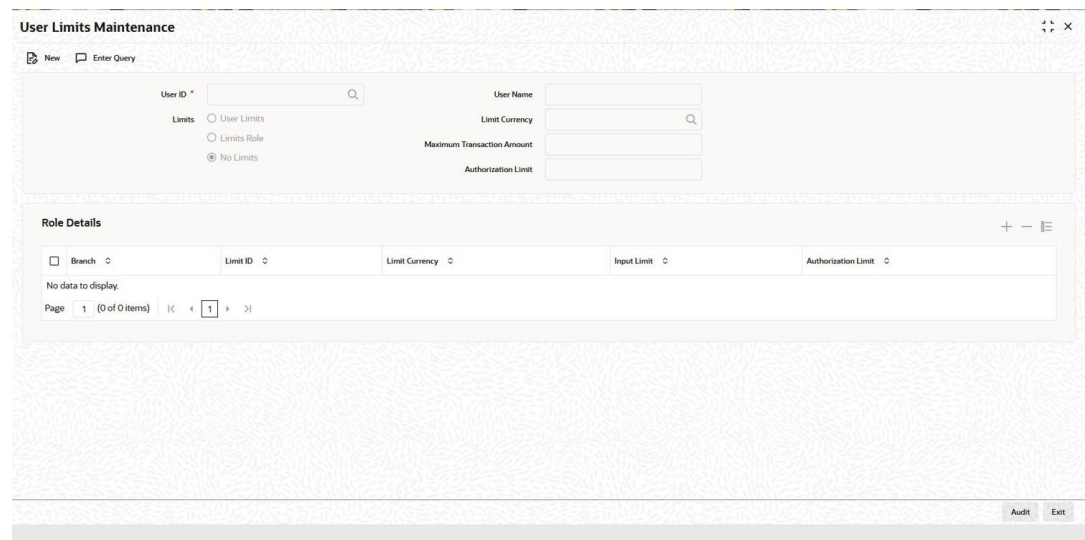 User Limits Maintenance
New Enter Query
User ID * User Name
Limits User Limits Limit Currency
Limits Role Maximum Transaction Amount
No Limits Authorization Limit
Role Details
Branch Limit ID Limit Currency Input Limit Authorization Limit
No data to display.
Page 1 (0 of 0 items) 1
Audit Exit